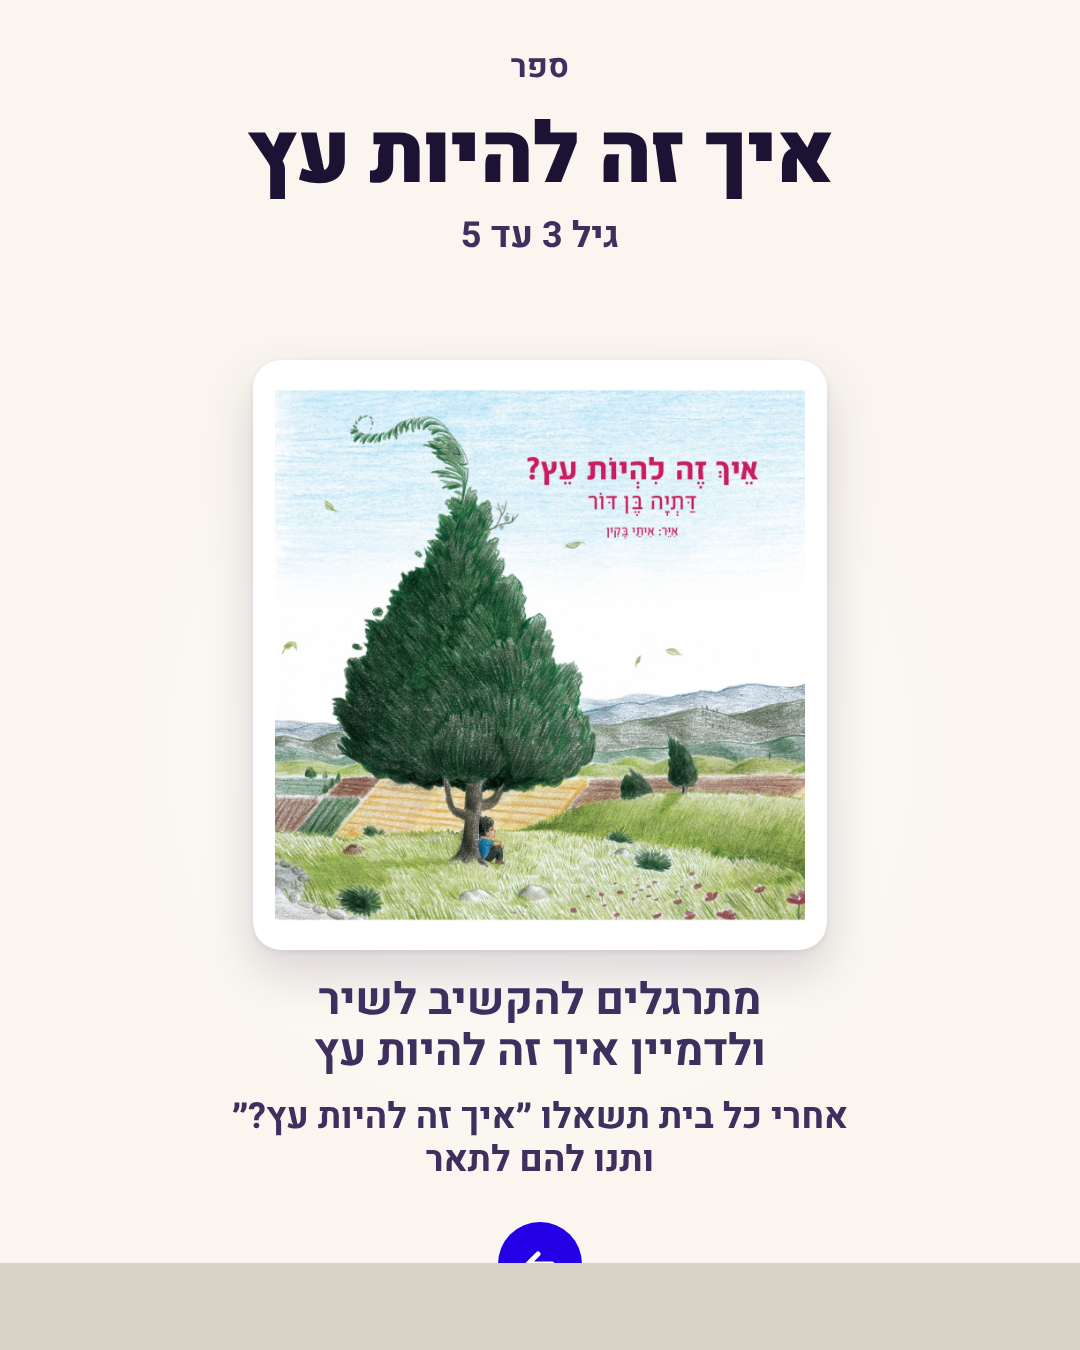 ספר
איך זה להיות עץ
גיל 3 עד 5
אֵיךְ זֶה לִהְיוֹת עֵץ?
דַּתְיָה בֶּן דּוֹר
אִיֵּר: אִיתַי בֶּקִין
מתרגלים להקשיב לשיר
ולדמיין איך זה להיות עץ
אחרי כל בית תשאלו ״איך זה להיות עץ?״
ותנו להם לתאר